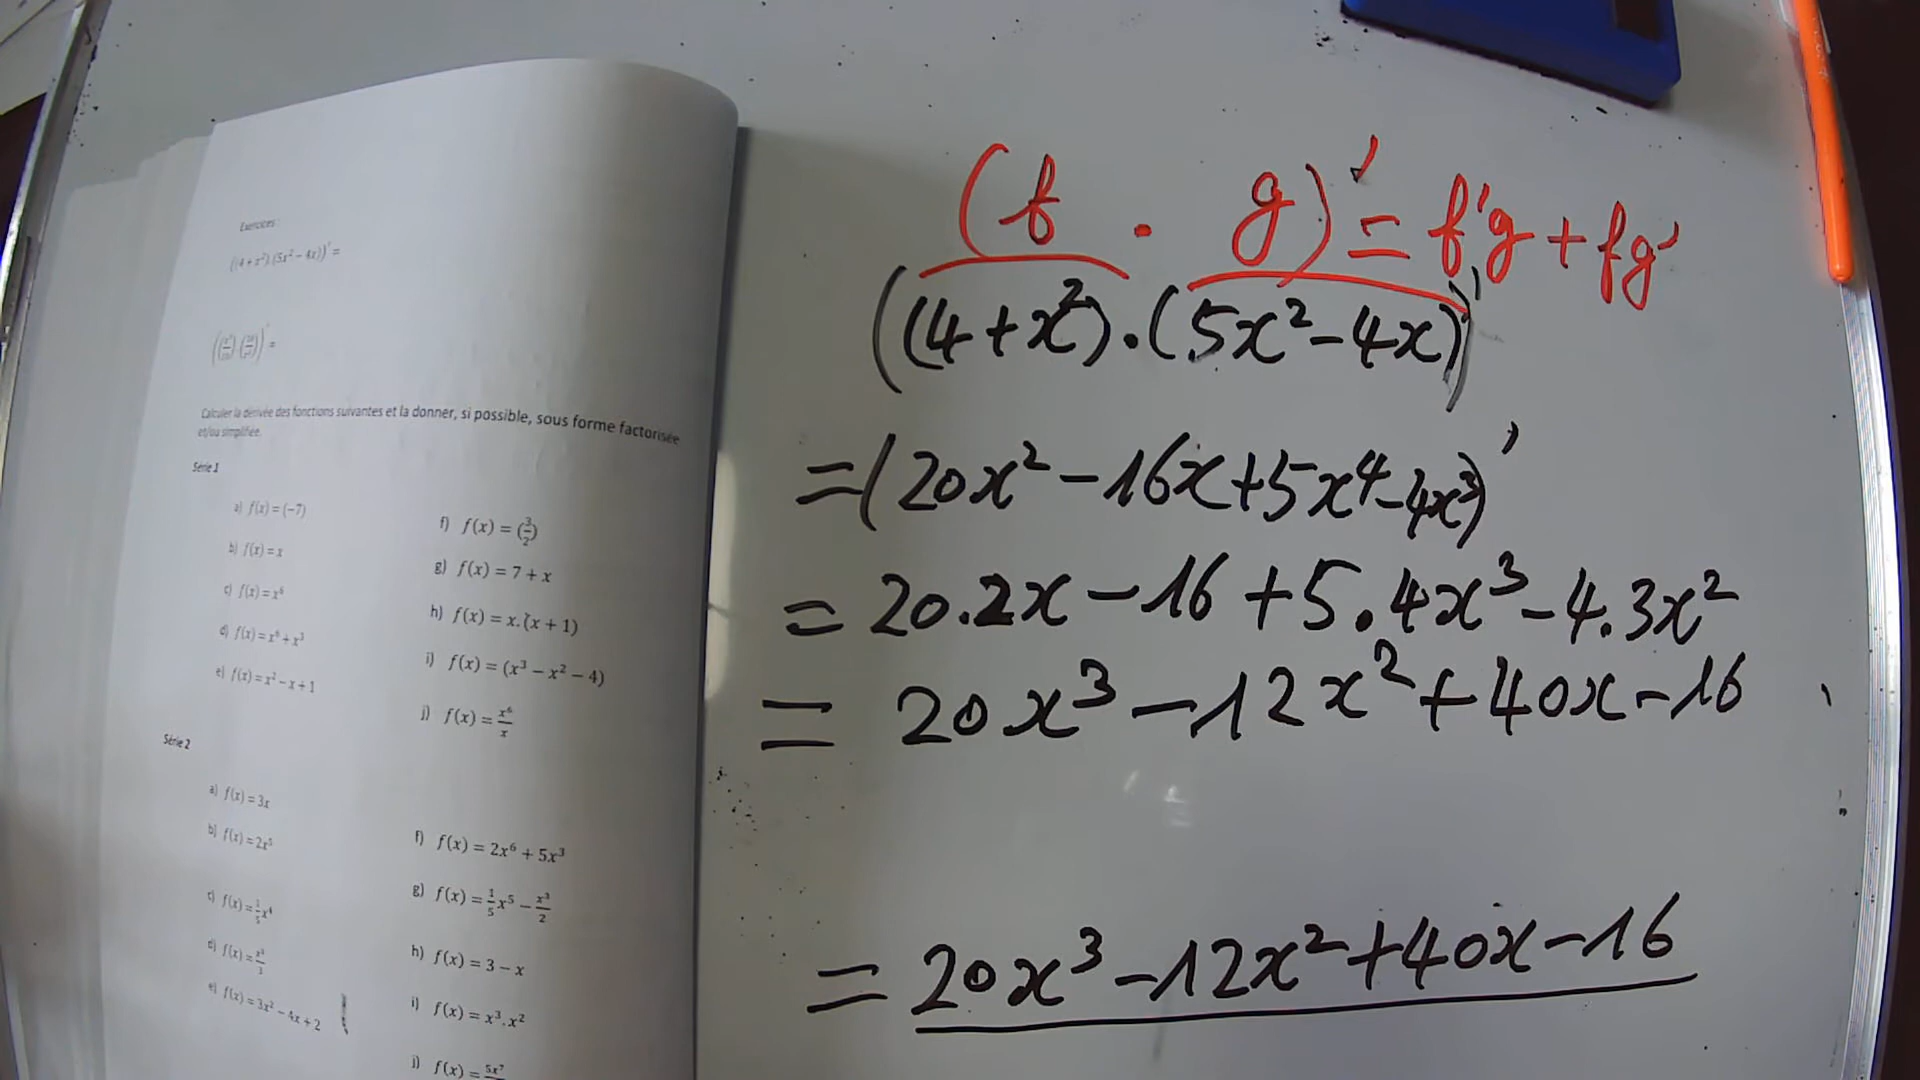 Exercices :
((4 + x²).(5x² − 4x))' =
Calculer la dérivée des fonctions suivantes et la donner, si possible, sous forme factorisée
et/ou simplifiée.
Série 1
a) f(x) = (−7)
b) f(x) = x
c) f(x) = x⁶
d) f(x) = x⁶ + x³
e) f(x) = x² − x + 1
f) f(x) = (3/2)
g) f(x) = 7 + x
h) f(x) = x.(x + 1)
i) f(x) = (x³ − x² − 4)
j) f(x) = x⁶/x
Série 2
a) f(x) = 3x
b) f(x) = 2x⁵
c) f(x) = 1/5 x⁴
d) f(x) = x³/3
e) f(x) = 3x² − 4x + 2
f) f(x) = 2x⁶ + 5x³
g) f(x) = 1/5 x⁵ − x³/2
h) f(x) = 3 − x
i) f(x) = x³.x²
j) f(x) = 5x⁷
(f . g)' = f'g + fg'
((4 + x²).(5x² − 4x))'
= (20x² − 16x + 5x⁴ − 4x³)'
= 20.2x − 16 + 5.4x³ − 4.3x²
= 20x³ − 12x² + 40x − 16
= 20x³ − 12x² + 40x − 16